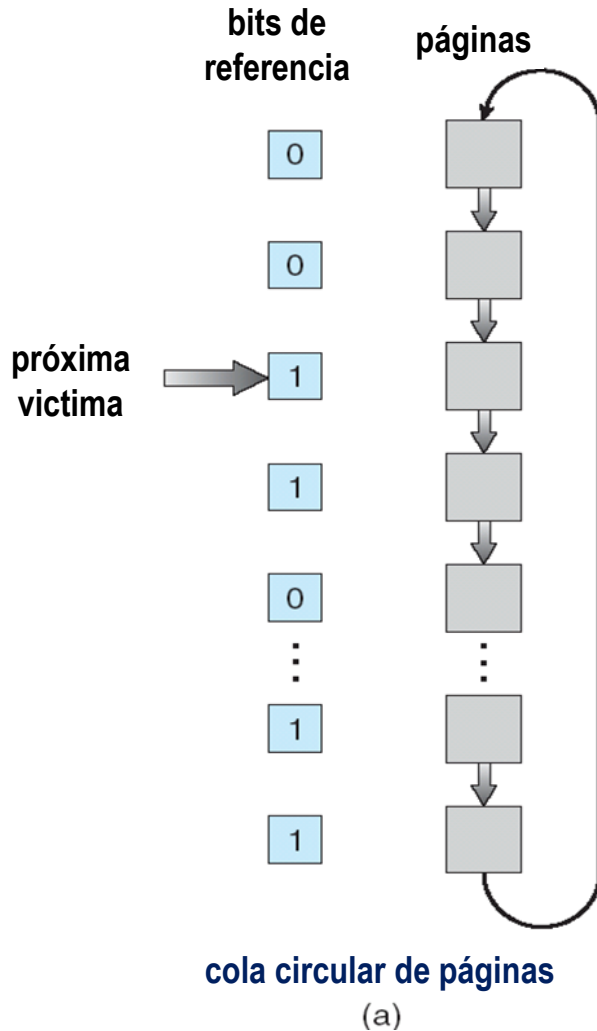 bits de
referencia
páginas
0
0
próxima
victima
1
1
0
1
1
cola circular de páginas
(a)